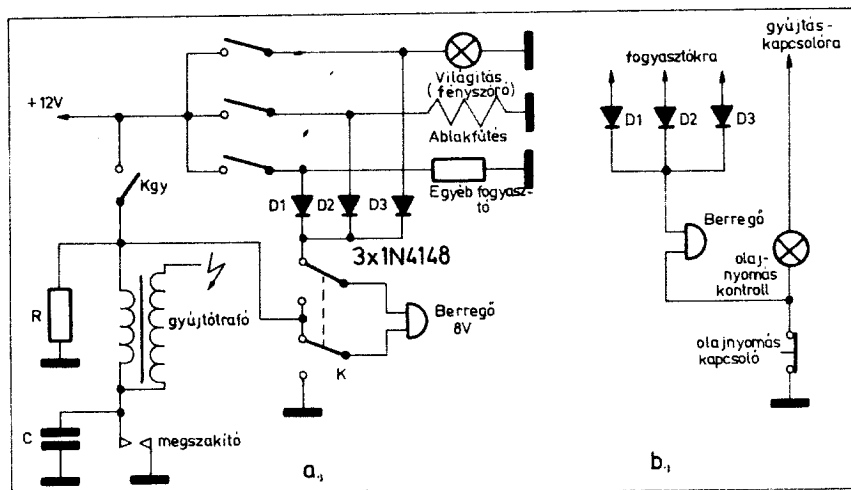 +12V
Kgy
R
gyújtótrafó
C
megszakító
Világítás
(fényszóró)
Ablakfűtés
Egyéb fogyasz-
tó
D1
D2
D3
3x1N4148
Berregő
8V
K
a.,
fogyasztókra
gyújtás-
kapcsolóra
D1
D2
D3
Berregő
olaj-
nyomás
kontroll
olajnyomás
kapcsoló
b.,